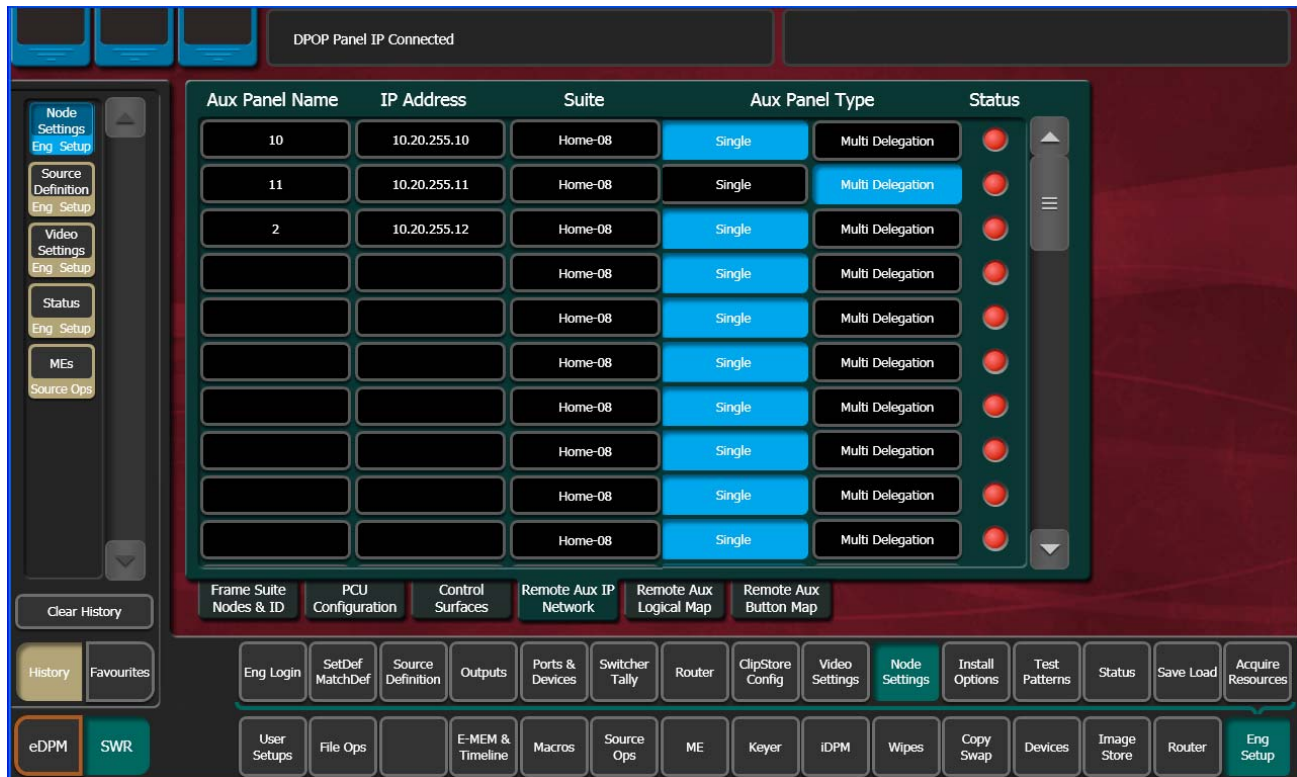 DPOP Panel IP Connected
Node
Settings
Eng Setup
Source
Definition
Eng Setup
Video
Settings
Eng Setup
Status
Eng Setup
MEs
Source Ops
Clear History
History Favourites
eDPM SWR
Aux Panel Name IP Address Suite Aux Panel Type Status
10 10.20.255.10 Home-08 Single Multi Delegation
11 10.20.255.11 Home-08 Single Multi Delegation
2 10.20.255.12 Home-08 Single Multi Delegation
Home-08 Single Multi Delegation
Home-08 Single Multi Delegation
Home-08 Single Multi Delegation
Home-08 Single Multi Delegation
Home-08 Single Multi Delegation
Home-08 Single Multi Delegation
Home-08 Single Multi Delegation
Frame Suite
Nodes & ID
PCU
Configuration
Control
Surfaces
Remote Aux IP
Network
Remote Aux
Logical Map
Remote Aux
Button Map
Eng Login
SetDef
MatchDef
Source
Definition
Outputs
Ports &
Devices
Switcher
Tally
Router
ClipStore
Config
Video
Settings
Node
Settings
Install
Options
Test
Patterns
Status
Save Load
Acquire
Resources
User
Setups
File Ops
E-MEM &
Timeline
Macros
Source
Ops
ME
Keyer
iDPM
Wipes
Copy
Swap
Devices
Image
Store
Router
Eng
Setup